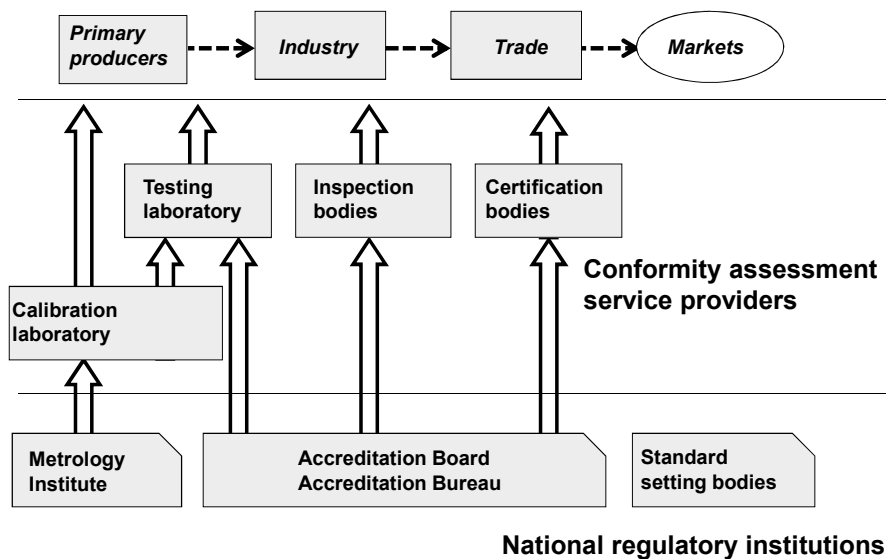 Primary
producers
Industry
Trade
Markets
Testing
laboratory
Inspection
bodies
Certification
bodies
Conformity assessment
service providers
Calibration
laboratory
Metrology
Institute
Accreditation Board
Accreditation Bureau
Standard
setting bodies
National regulatory institutions